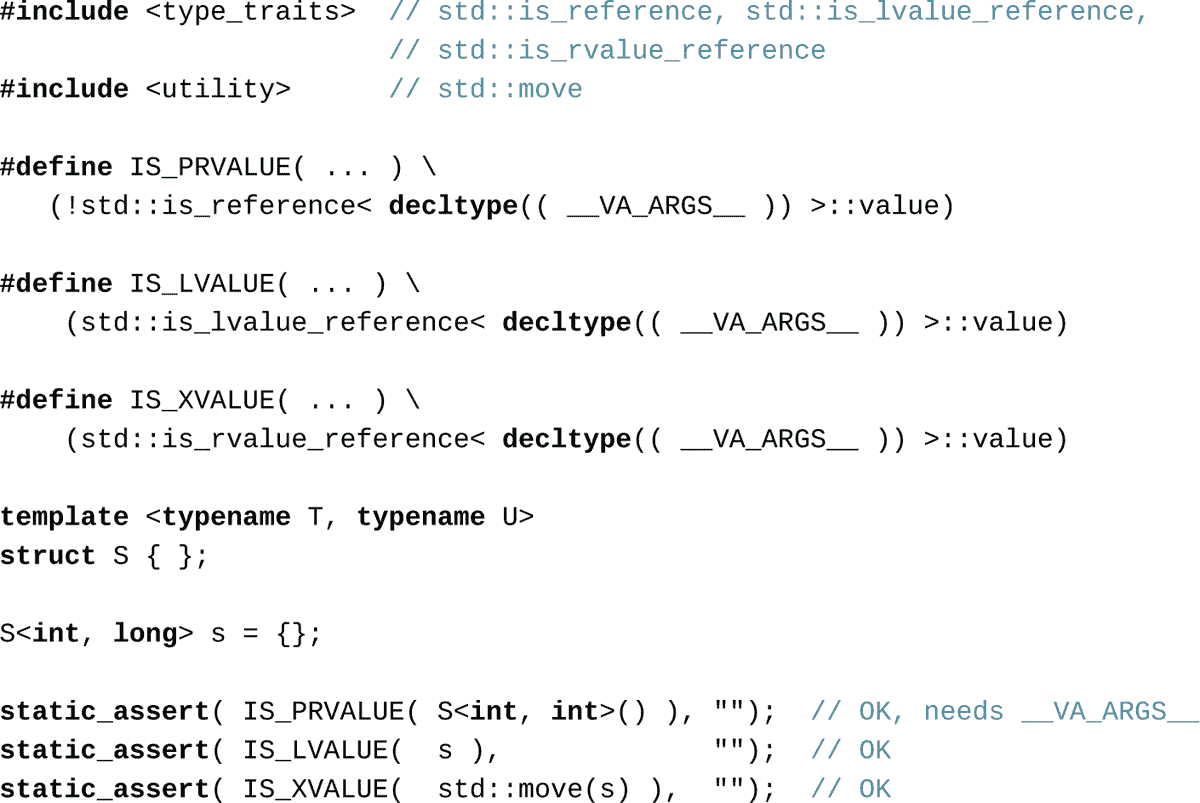 #include <type_traits>  // std::is_reference, std::is_lvalue_reference,
                        // std::is_rvalue_reference
#include <utility>      // std::move

#define IS_PRVALUE( ... ) \
   (!std::is_reference< decltype(( __VA_ARGS__ )) >::value)

#define IS_LVALUE( ... ) \
    (std::is_lvalue_reference< decltype(( __VA_ARGS__ )) >::value)

#define IS_XVALUE( ... ) \
    (std::is_rvalue_reference< decltype(( __VA_ARGS__ )) >::value)

template <typename T, typename U>
struct S { };

S<int, long> s = {};

static_assert( IS_PRVALUE( S<int, int>() ), "");  // OK, needs __VA_ARGS__
static_assert( IS_LVALUE(  s ),             "");  // OK
static_assert( IS_XVALUE(  std::move(s) ),  "");  // OK